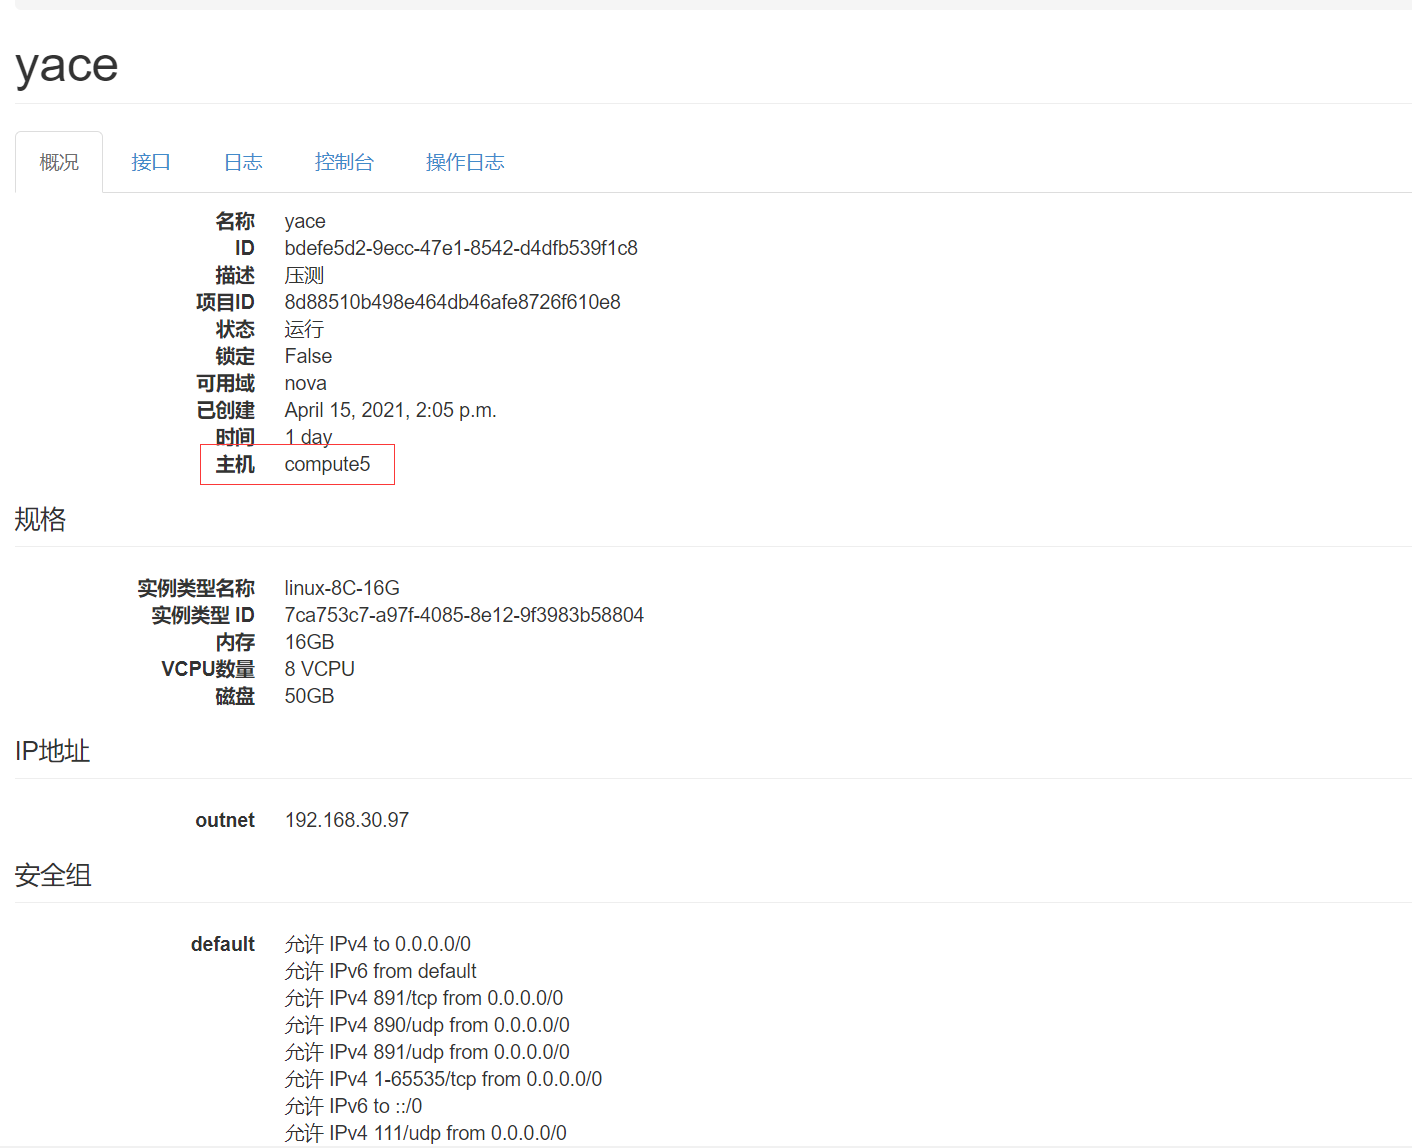 yace
概况 接口 日志 控制台 操作日志
名称 yace
ID bdefe5d2-9ecc-47e1-8542-d4dfb539f1c8
描述 压测
项目ID 8d88510b498e464db46afe8726f610e8
状态 运行
锁定 False
可用域 nova
已创建 April 15, 2021, 2:05 p.m.
时间 1 day
主机 compute5
规格
实例类型名称 linux-8C-16G
实例类型 ID 7ca753c7-a97f-4085-8e12-9f3983b58804
内存 16GB
VCPU数量 8 VCPU
磁盘 50GB
IP地址
outnet 192.168.30.97
安全组
default 允许 IPv4 to 0.0.0.0/0
允许 IPv6 from default
允许 IPv4 891/tcp from 0.0.0.0/0
允许 IPv4 890/udp from 0.0.0.0/0
允许 IPv4 891/udp from 0.0.0.0/0
允许 IPv4 1-65535/tcp from 0.0.0.0/0
允许 IPv6 to ::/0
允许 IPv4 111/udp from 0.0.0.0/0